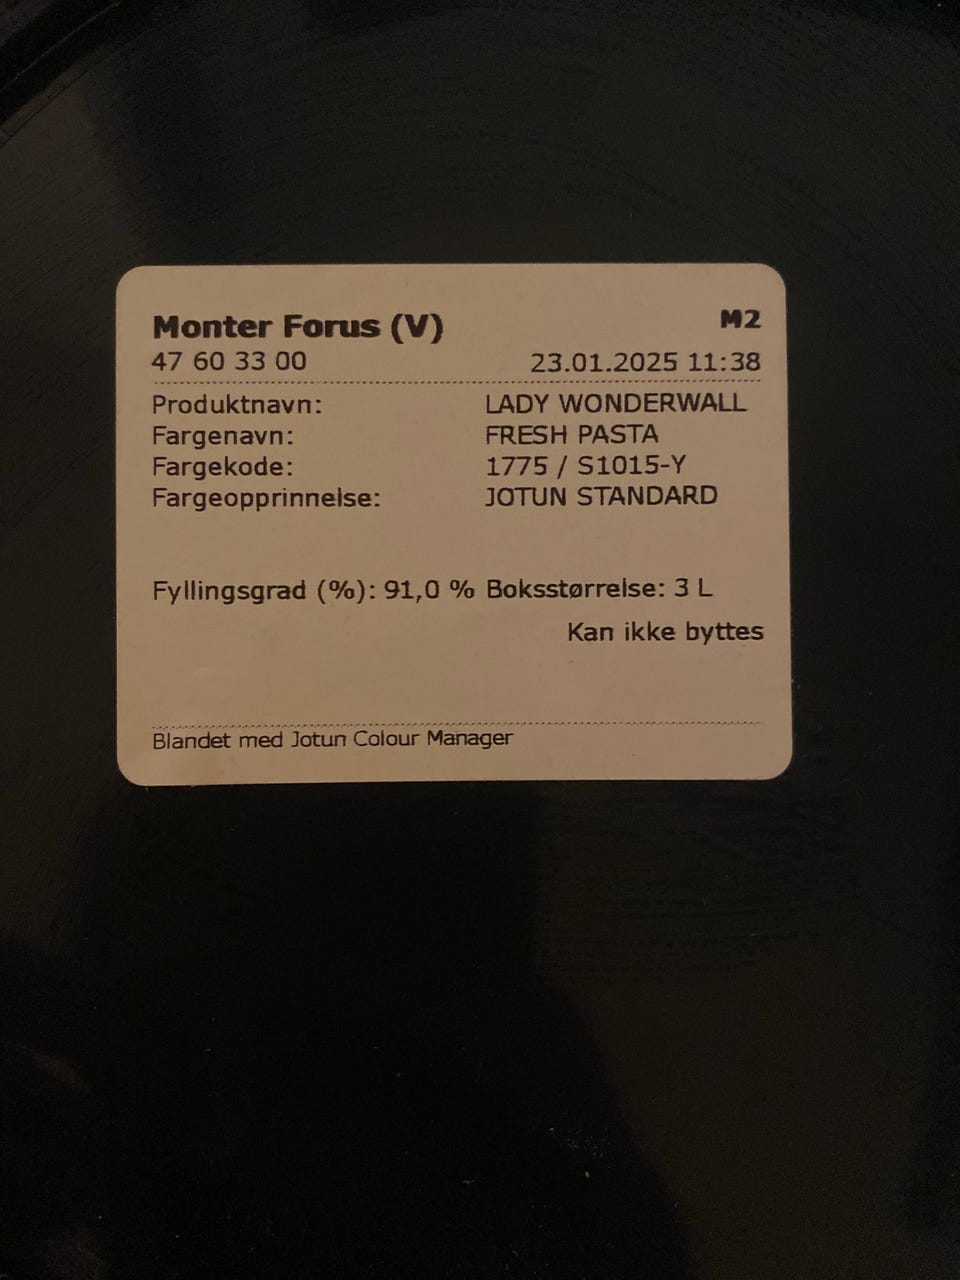 Monter Forus (V) M2
47 60 33 00 23.01.2025 11:38
Produktnavn: LADY WONDERWALL
Fargenavn: FRESH PASTA
Fargekode: 1775 / S1015-Y
Fargeopprinnelse: JOTUN STANDARD
Fyllingsgrad (%): 91,0 % Boksstørrelse: 3 L
Kan ikke byttes
Blandet med Jotun Colour Manager